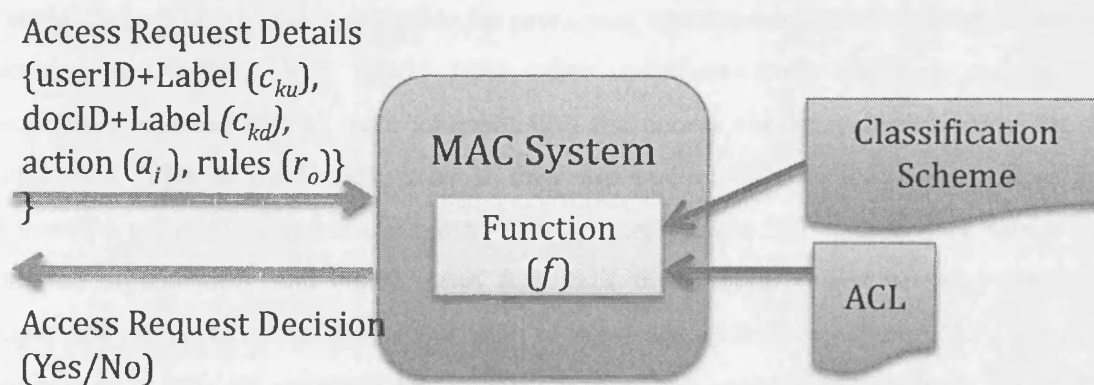 Access Request Details
{userID+Label (c_ku),
docID+Label (c_kd),
action (a_i ), rules (r_o)}
}
Access Request Decision
(Yes/No)
MAC System
Function
(f)
Classification
Scheme
ACL